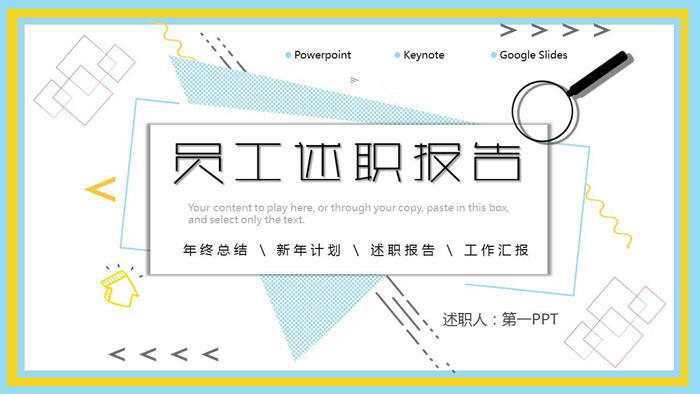 Powerpoint Keynote Google Slides
员工述职报告
Your content to play here, or through your copy, paste in this box,
and select only the text.
年终总结 \ 新年计划 \ 述职报告 \ 工作汇报
述职人：第一PPT